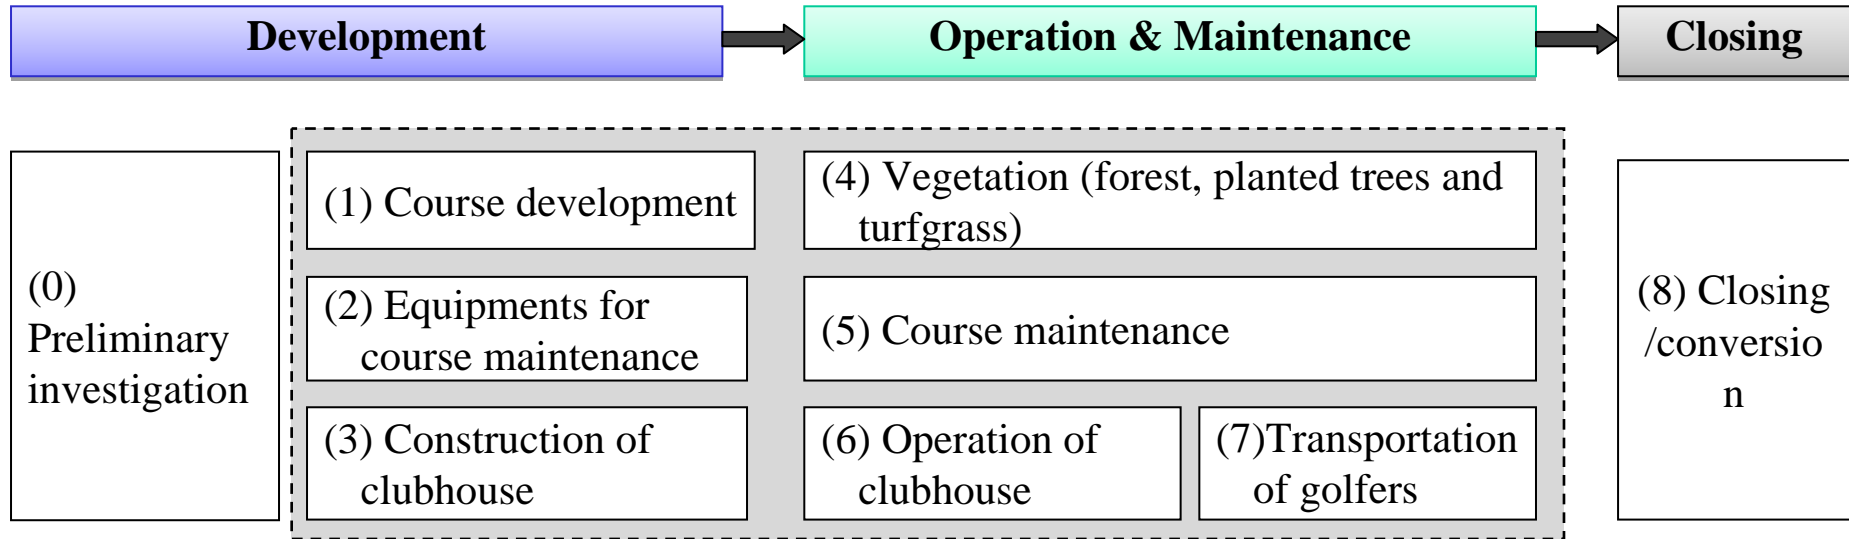 Development
Operation & Maintenance
Closing
(0)
Preliminary
investigation
(1) Course development
(2) Equipments for
course maintenance
(3) Construction of
clubhouse
(4) Vegetation (forest, planted trees and
turfgrass)
(5) Course maintenance
(6) Operation of
clubhouse
(7)Transportation
of golfers
(8) Closing
/conversio
n